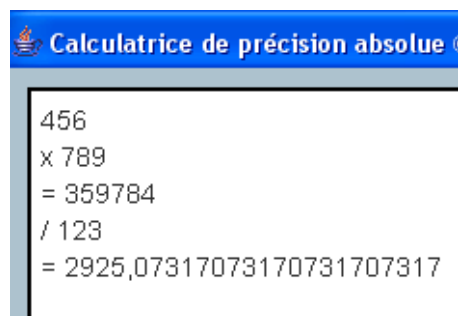 Calculatrice de précision absolue
456
x 789
= 359784
/ 123
= 2925,07317073170731707317